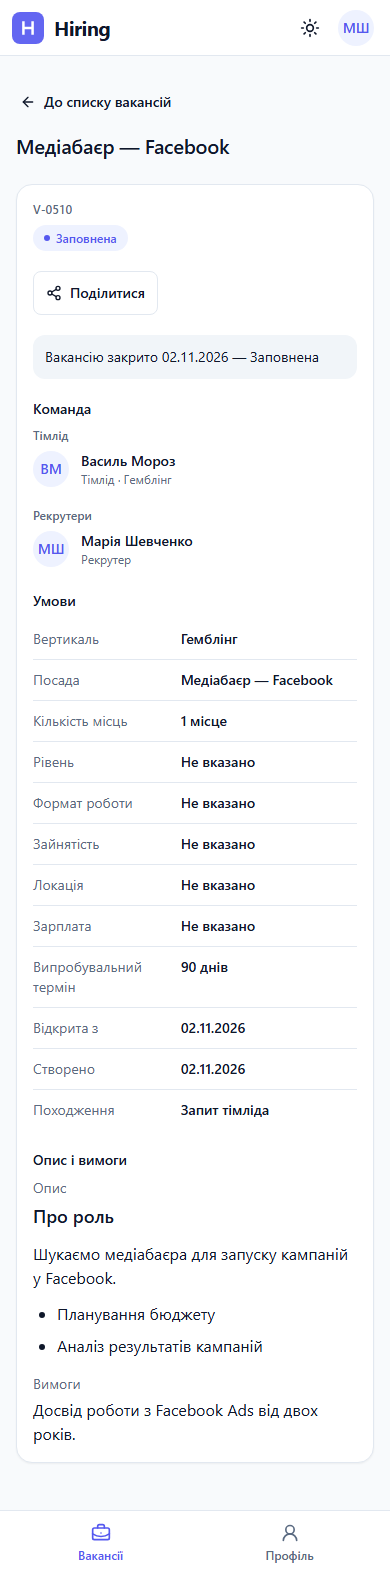 H Hiring
МШ
До списку вакансій
Медіабаєр — Facebook
V-0510
Заповнена
Поділитися
Вакансію закрито 02.11.2026 — Заповнена
Команда
Тімлід
ВМ
Василь Мороз
Тімлід · Гемблінг
Рекрутери
МШ
Марія Шевченко
Рекрутер
Умови
Вертикаль Гемблінг
Посада Медіабаєр — Facebook
Кількість місць 1 місце
Рівень Не вказано
Формат роботи Не вказано
Зайнятість Не вказано
Локація Не вказано
Зарплата Не вказано
Випробувальний 90 днів
термін
Відкрита з 02.11.2026
Створено 02.11.2026
Походження Запит тімліда
Опис і вимоги
Опис
Про роль
Шукаємо медіабаєра для запуску кампаній
у Facebook.
• Планування бюджету
• Аналіз результатів кампаній
Вимоги
Досвід роботи з Facebook Ads від двох
років.
Вакансії Профіль